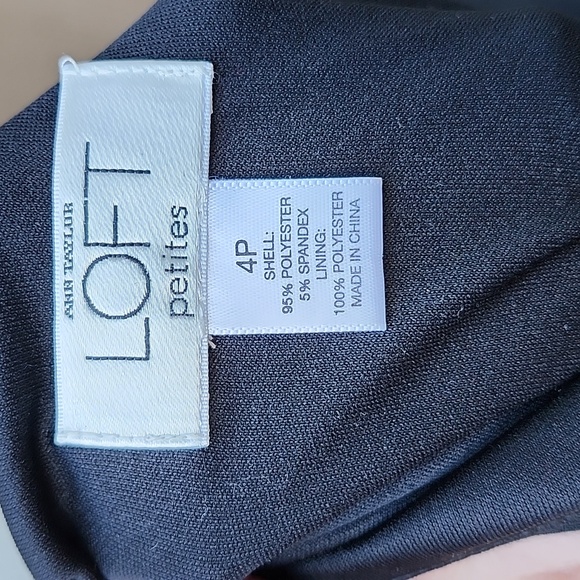 ANN TAYLOR
LOFT
petites
4P
SHELL:
95% POLYESTER
5% SPANDEX
LINING:
100% POLYESTER
MADE IN CHINA